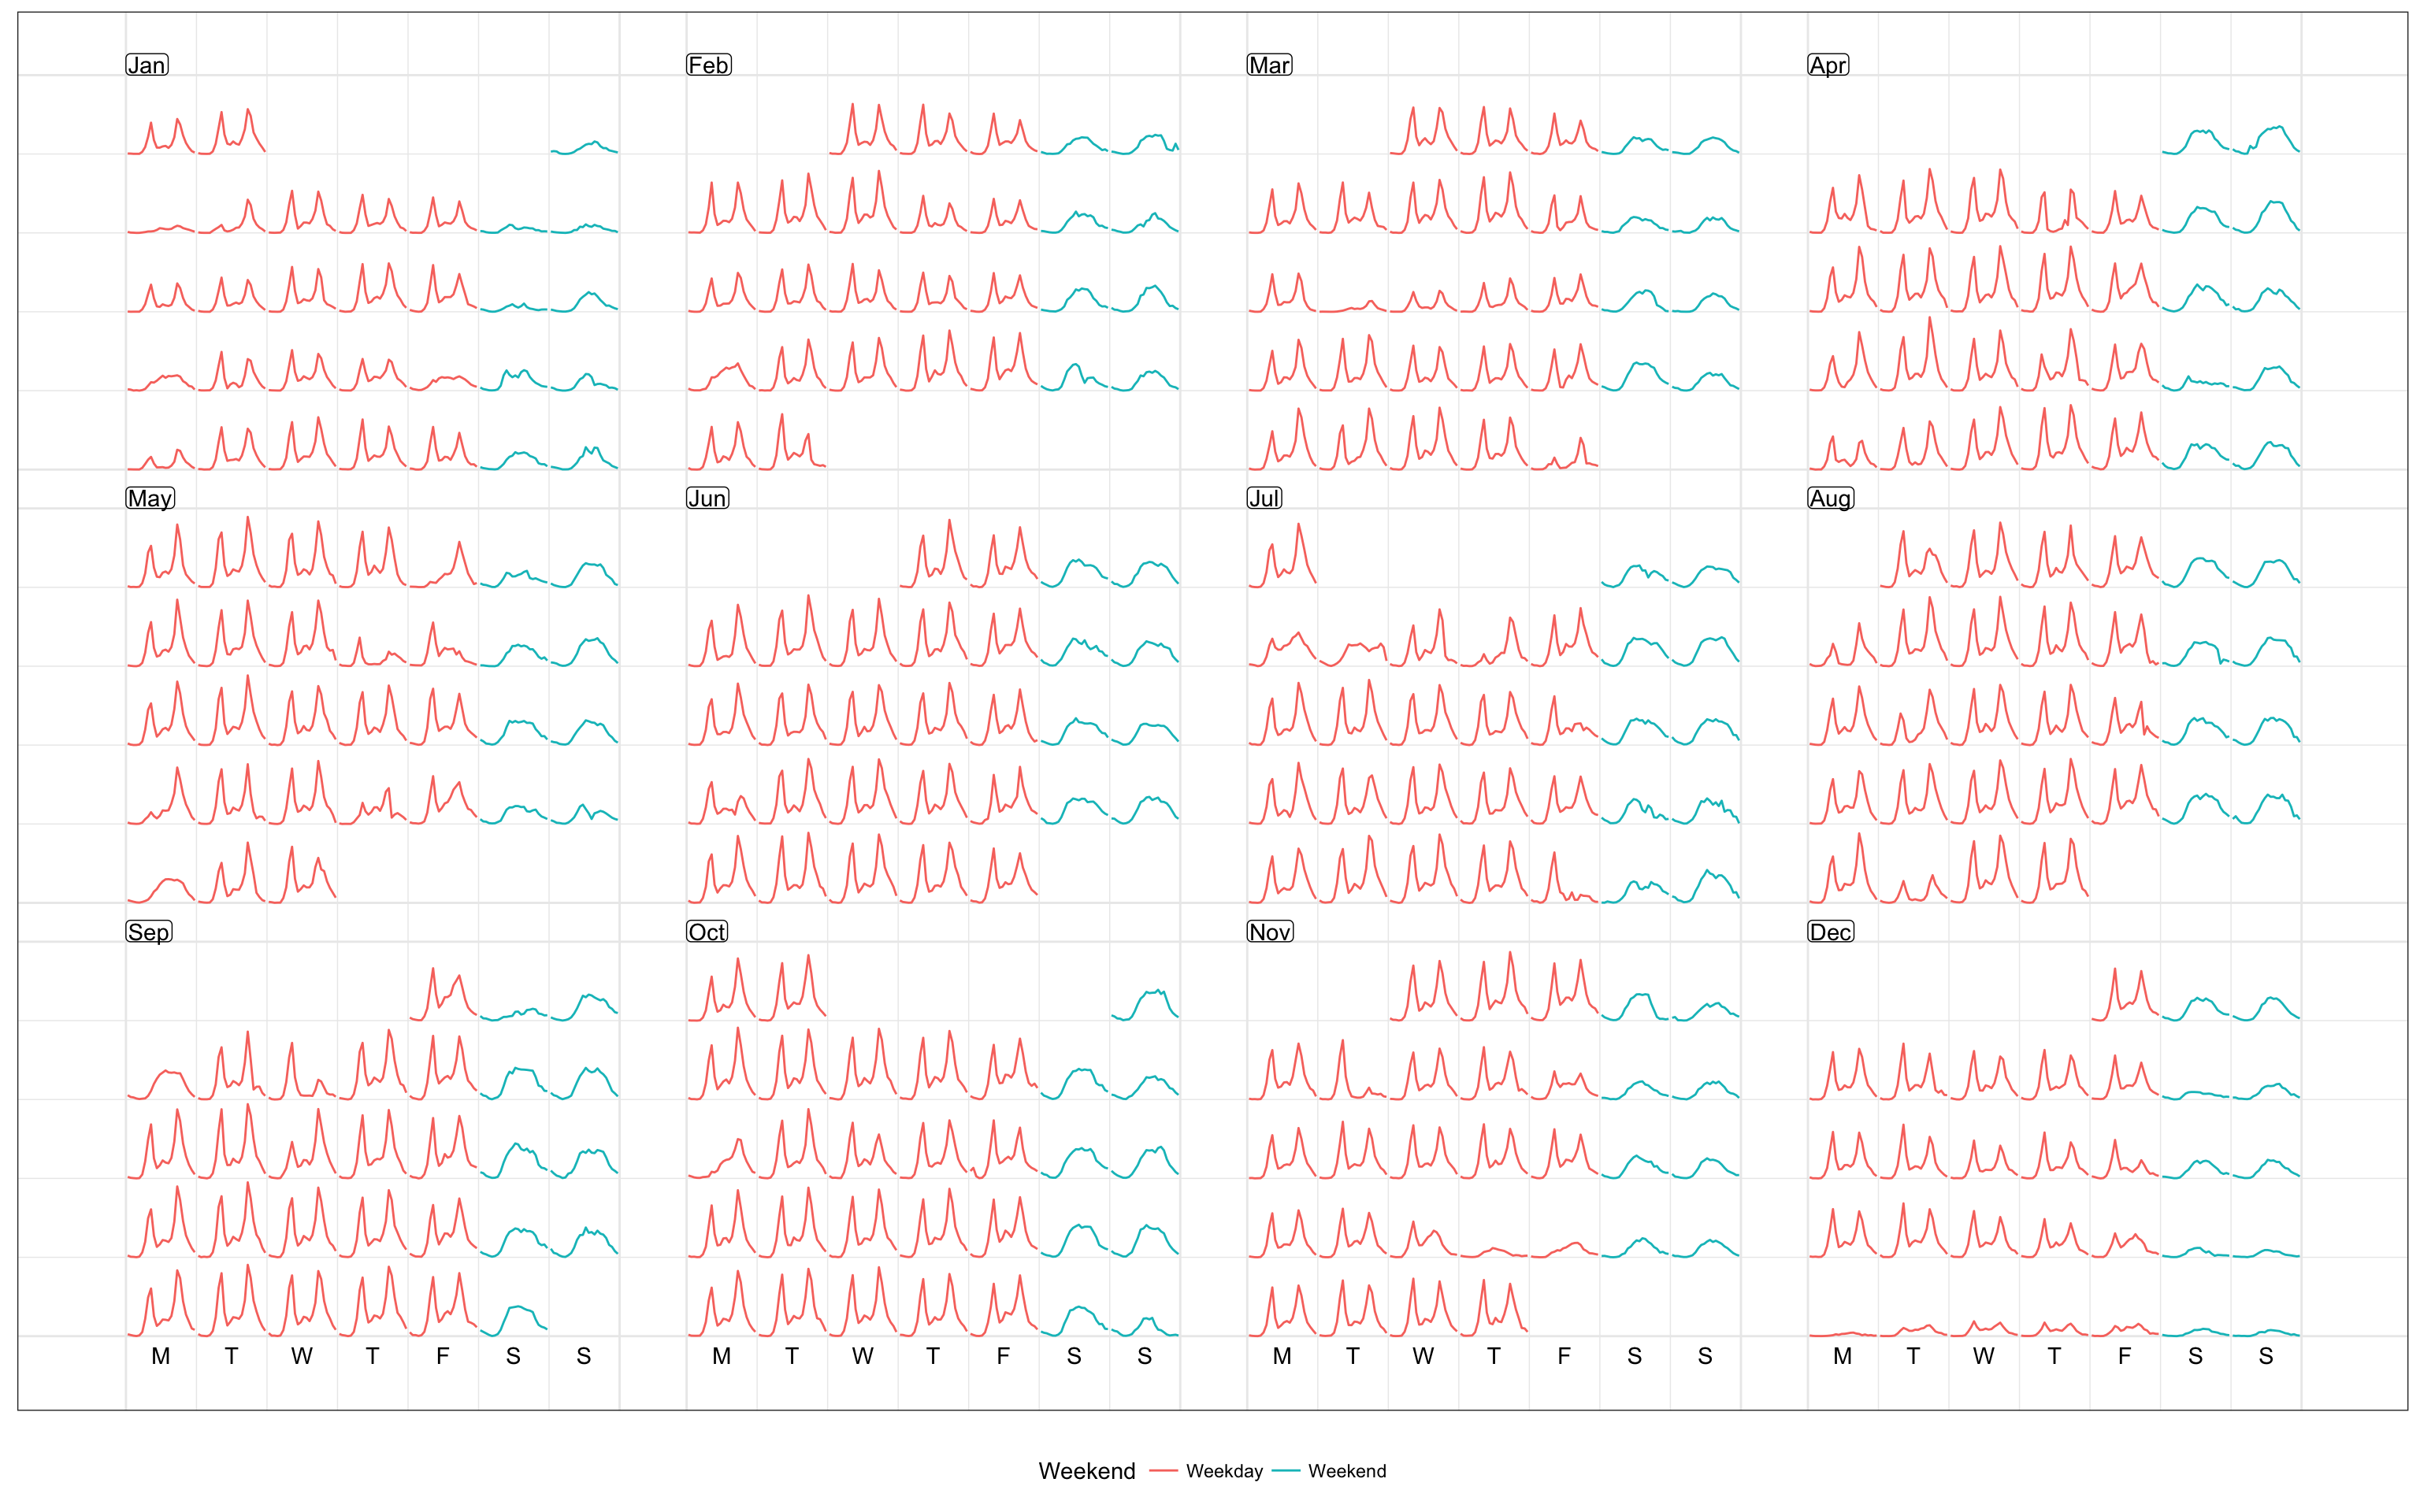 Jan Feb Mar Apr
May Jun Jul Aug
Sep Oct Nov Dec
M T W T F S S M T W T F S S M T W T F S S M T W T F S S
Weekend Weekday Weekend